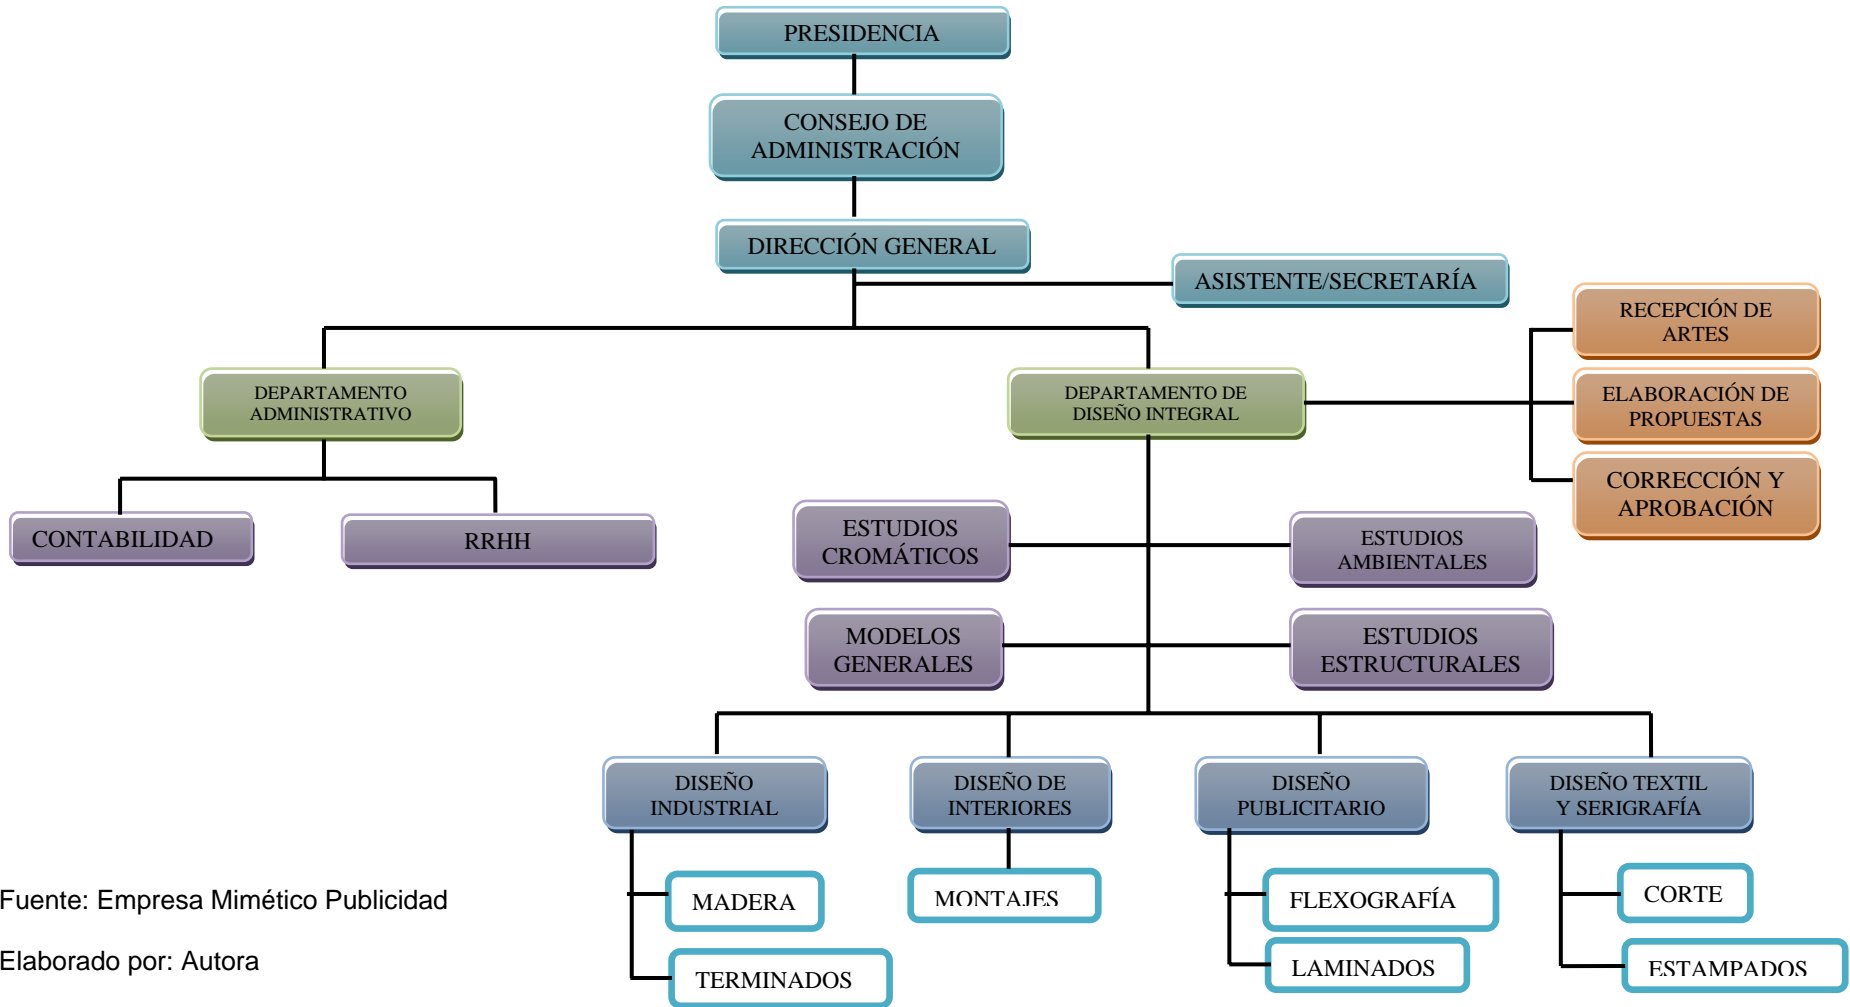 PRESIDENCIA
CONSEJO DE
ADMINISTRACIÓN
DIRECCIÓN GENERAL
ASISTENTE/SECRETARÍA
RECEPCIÓN DE
ARTES
DEPARTAMENTO
ADMINISTRATIVO
DEPARTAMENTO DE
DISEÑO INTEGRAL
ELABORACIÓN DE
PROPUESTAS
CORRECCIÓN Y
APROBACIÓN
CONTABILIDAD
RRHH
ESTUDIOS
CROMÁTICOS
ESTUDIOS
AMBIENTALES
MODELOS
GENERALES
ESTUDIOS
ESTRUCTURALES
DISEÑO
INDUSTRIAL
DISEÑO DE
INTERIORES
DISEÑO
PUBLICITARIO
DISEÑO TEXTIL
Y SERIGRAFÍA
MADERA
MONTAJES
FLEXOGRAFÍA
CORTE
TERMINADOS
LAMINADOS
ESTAMPADOS
Fuente: Empresa Mimético Publicidad
Elaborado por: Autora